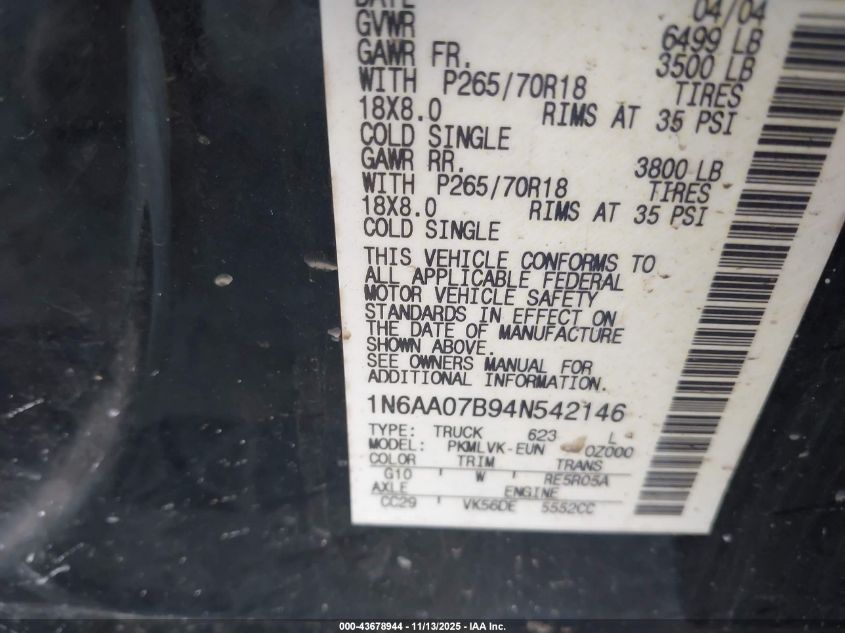 DATE 04/04
GVWR 6499 LB
GAWR FR. 3500 LB
WITH P265/70R18 TIRES
18X8.0 RIMS AT 35 PSI
COLD SINGLE
GAWR RR. 3800 LB
WITH P265/70R18 TIRES
18X8.0 RIMS AT 35 PSI
COLD SINGLE
THIS VEHICLE CONFORMS TO
ALL APPLICABLE FEDERAL
MOTOR VEHICLE SAFETY
STANDARDS IN EFFECT ON
THE DATE OF MANUFACTURE
SHOWN ABOVE.
SEE OWNERS MANUAL FOR
ADDITIONAL INFORMATION.
1N6AA07B94N542146
TYPE: TRUCK 623 L
MODEL: PKMLVK-EUN 0Z000
COLOR TRIM TRANS
G10 W RE5R05A
AXLE ENGINE
CC29 VK56DE 5552CC
000-43678944 - 11/13/2025 - IAA Inc.